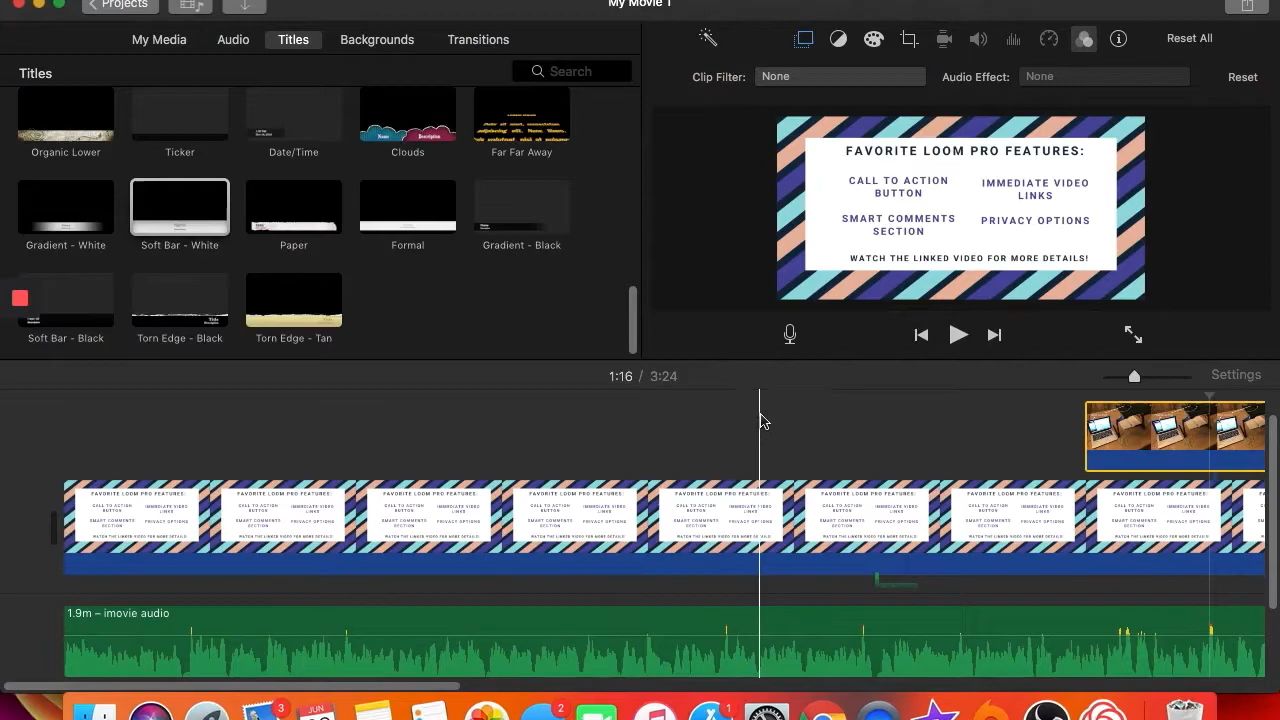 Projects
My Movie 1
My Media
Audio
Titles
Backgrounds
Transitions
Reset All
Titles
Search
Clip Filter:
None
Audio Effect:
None
Reset
Organic Lower
Ticker
Date/Time
Clouds
Far Far Away
Gradient - White
Soft Bar - White
Paper
Formal
Gradient - Black
Soft Bar - Black
Torn Edge - Black
Torn Edge - Tan
FAVORITE LOOM PRO FEATURES:
CALL TO ACTION
BUTTON
IMMEDIATE VIDEO
LINKS
SMART COMMENTS
SECTION
PRIVACY OPTIONS
WATCH THE LINKED VIDEO FOR MORE DETAILS!
1:16 / 3:24
Settings
1.9m – imovie audio
3
JUN
2
1